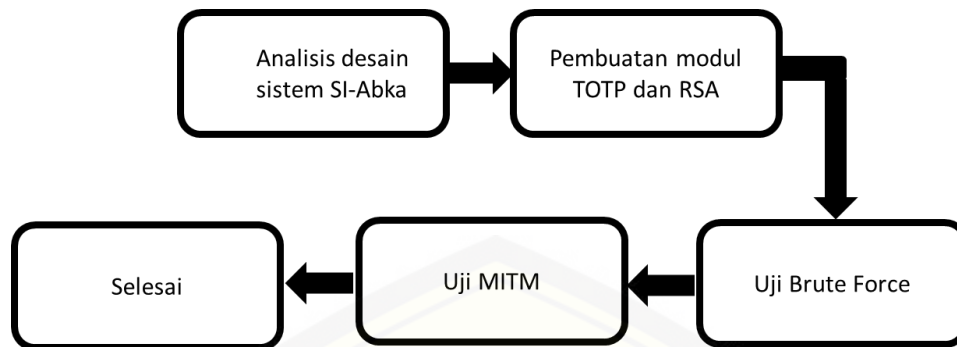 Analisis desain
sistem SI-Abka
Pembuatan modul
TOTP dan RSA
Uji Brute Force
Uji MITM
Selesai